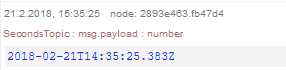 21.2.2018, 15:35:25 node: 2893e463.fb47d4
SecondsTopic : msg.payload : number
2018-02-21T14:35:25.383Z